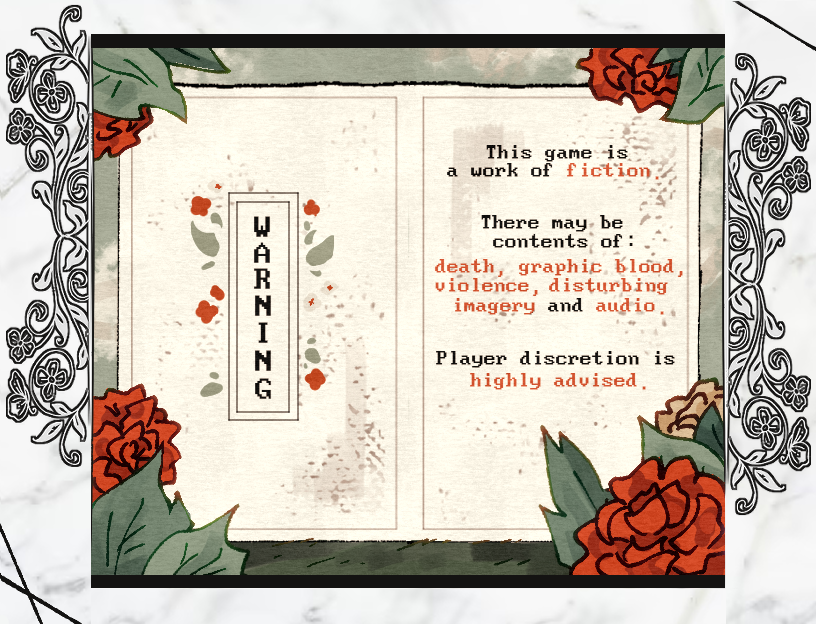 WARNING
This game is
a work of fiction.
There may be
contents of:
death, graphic blood,
violence, disturbing
imagery and audio.
Player discretion is
highly advised.